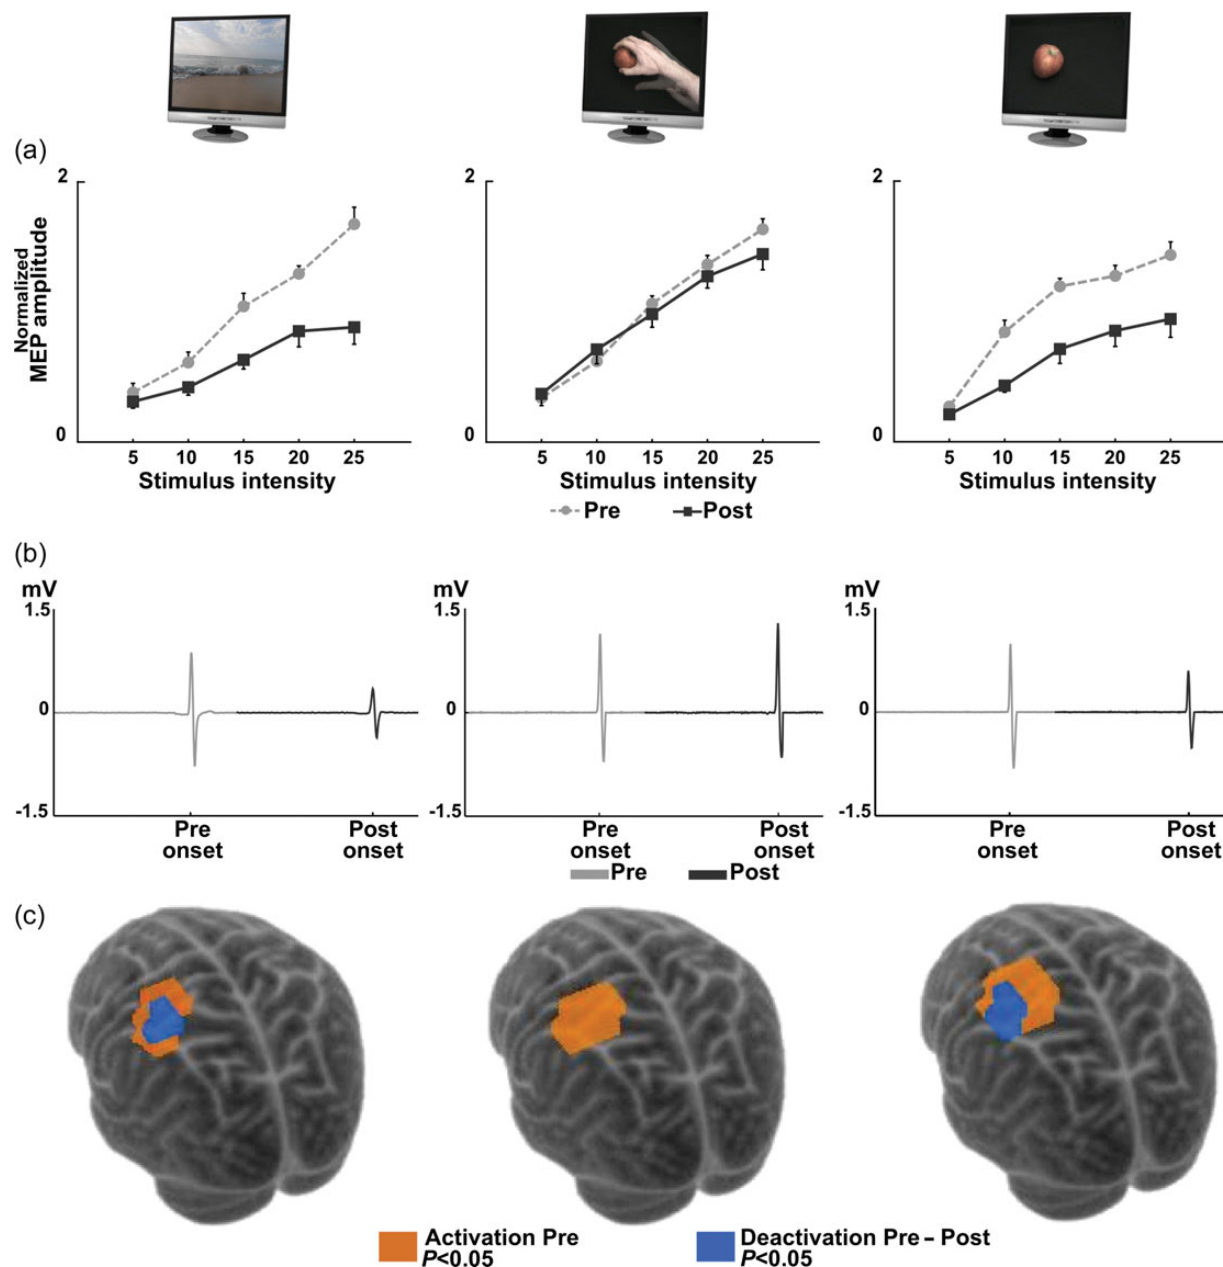 (a)
2
2
2
Normalized
MEP amplitude
0
0
0
5 10 15 20 25
5 10 15 20 25
5 10 15 20 25
Stimulus intensity
Stimulus intensity
Stimulus intensity
Pre Post
(b)
mV
mV
mV
1.5
1.5
1.5
0
0
0
-1.5
-1.5
-1.5
Pre
onset
Post
onset
Pre
onset
Post
onset
Pre
onset
Post
onset
Pre Post
(c)
Activation Pre
P<0.05
Deactivation Pre – Post
P<0.05